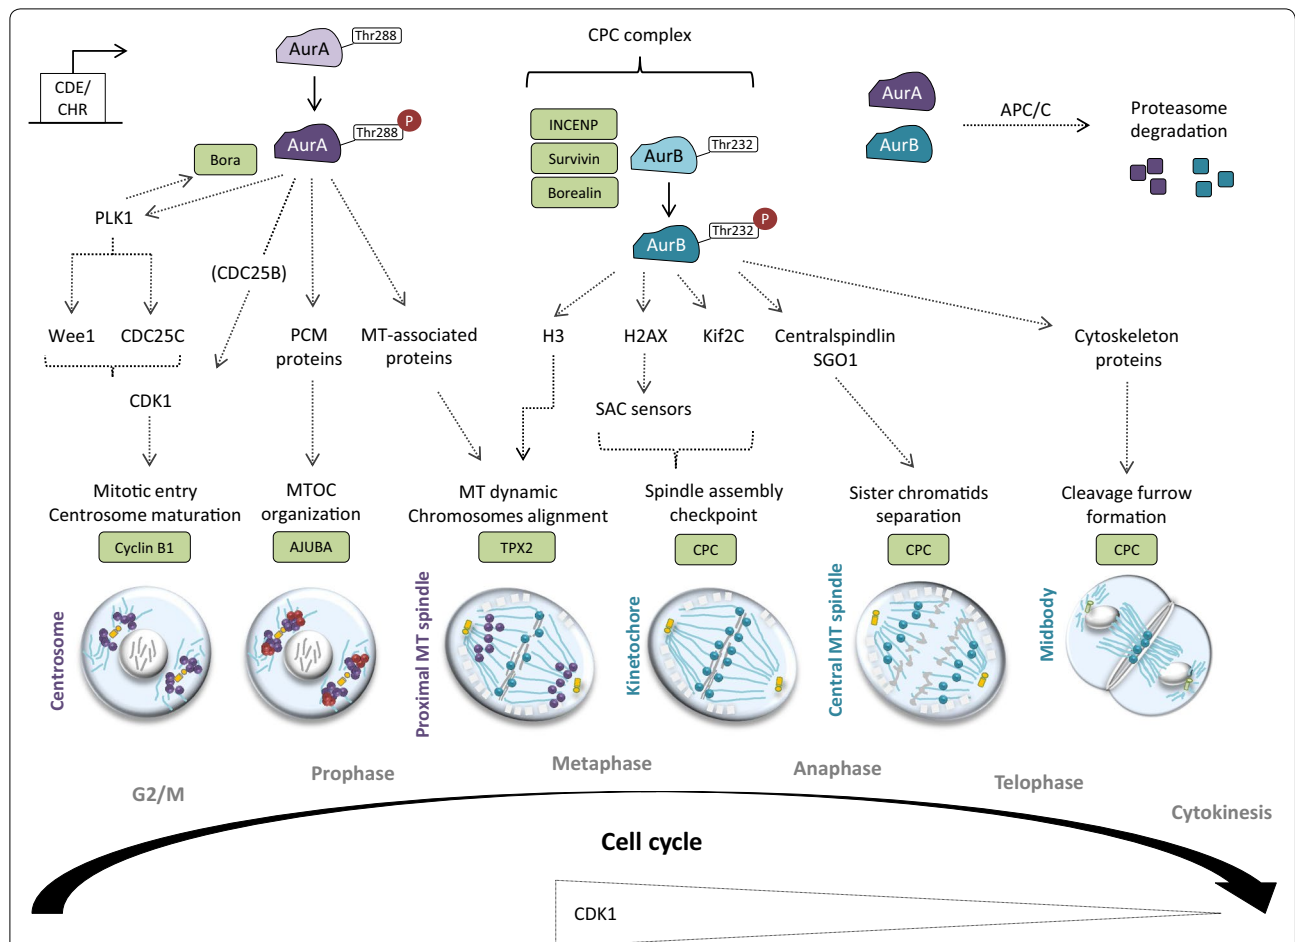 CDE/
CHR
AurA
Thr288
AurA
Thr288
P
Bora
PLK1
(CDC25B)
Wee1
CDC25C
CDK1
PCM
proteins
MT-associated
proteins
CPC complex
INCENP
Survivin
Borealin
AurB
Thr232
AurB
Thr232
P
H3
H2AX
Kif2C
Centralspindlin
SGO1
SAC sensors
Cytoskeleton
proteins
AurA
AurB
APC/C
Proteasome
degradation
Mitotic entry
Centrosome maturation
Cyclin B1
MTOC
organization
AJUBA
MT dynamic
Chromosomes alignment
TPX2
Spindle assembly
checkpoint
CPC
Sister chromatids
separation
CPC
Cleavage furrow
formation
CPC
Centrosome
Proximal MT spindle
Kinetochore
Central MT spindle
Midbody
G2/M
Prophase
Metaphase
Anaphase
Telophase
Cytokinesis
Cell cycle
CDK1